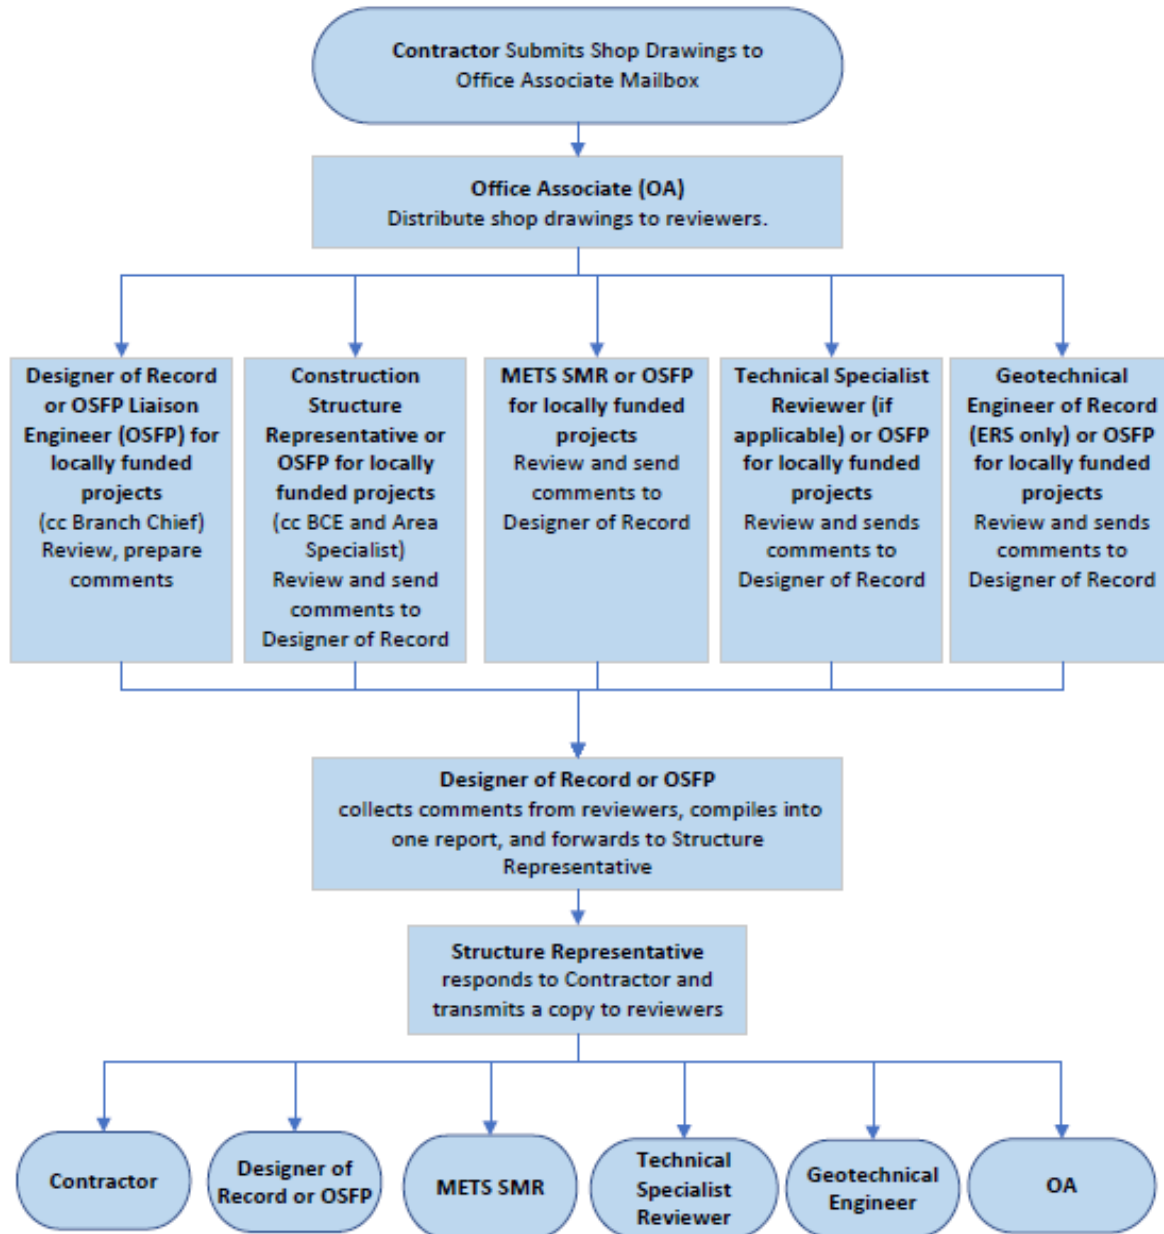 Contractor Submits Shop Drawings to
Office Associate Mailbox
Office Associate (OA)
Distribute shop drawings to reviewers.
Designer of Record
or OSFP Liaison
Engineer (OSFP) for
locally funded
projects
(cc Branch Chief)
Review, prepare
comments
Construction
Structure
Representative or
OSFP for locally
funded projects
(cc BCE and Area
Specialist)
Review and send
comments to
Designer of Record
METS SMR or OSFP
for locally funded
projects
Review and send
comments to
Designer of Record
Technical Specialist
Reviewer (if
applicable) or OSFP
for locally funded
projects
Review and sends
comments to
Designer of Record
Geotechnical
Engineer of Record
(ERS only) or OSFP
for locally funded
projects
Review and sends
comments to
Designer of Record
Designer of Record or OSFP
collects comments from reviewers, compiles into
one report, and forwards to Structure
Representative
Structure Representative
responds to Contractor and
transmits a copy to reviewers
Contractor
Designer of
Record or OSFP
METS SMR
Technical
Specialist
Reviewer
Geotechnical
Engineer
OA